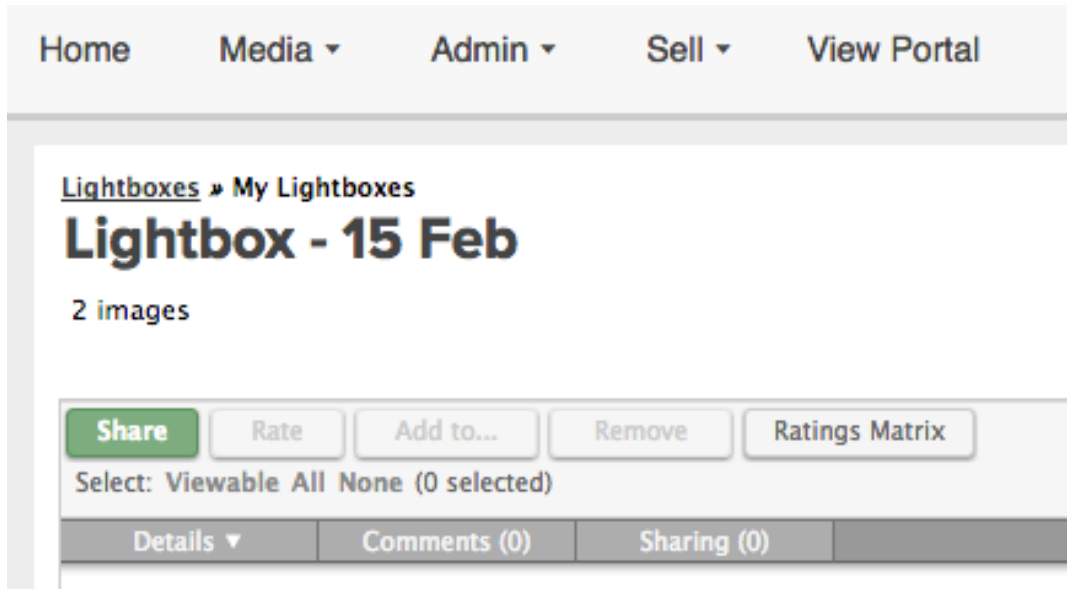 Home Media ▾ Admin ▾ Sell ▾ View Portal
Lightboxes » My Lightboxes
Lightbox - 15 Feb
2 images
Share Rate Add to... Remove Ratings Matrix
Select: Viewable All None (0 selected)
Details ▼ Comments (0) Sharing (0)